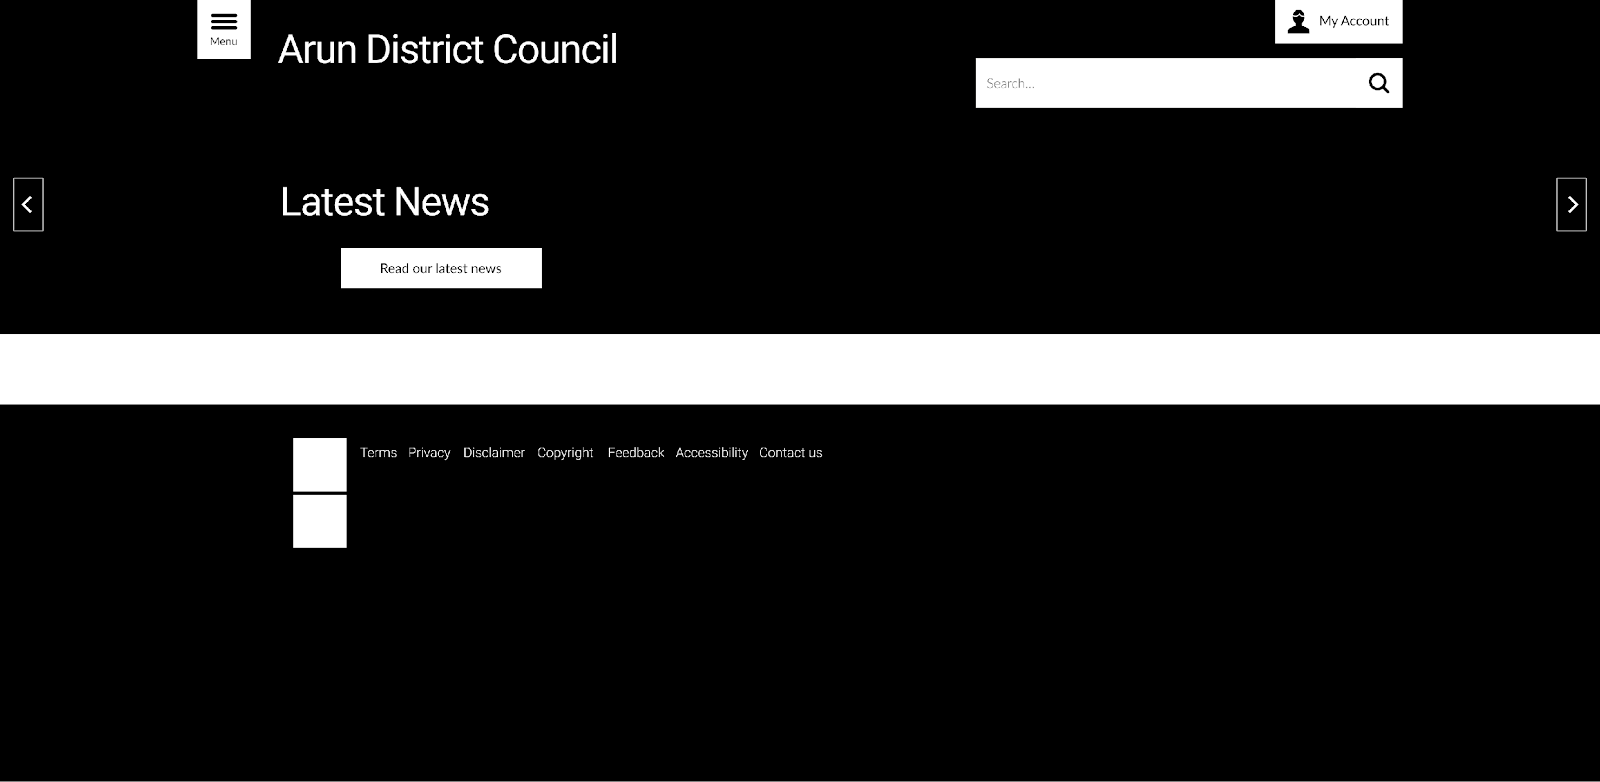 Menu
Arun District Council
My Account
Search...
Latest News
Read our latest news
Terms Privacy Disclaimer Copyright Feedback Accessibility Contact us